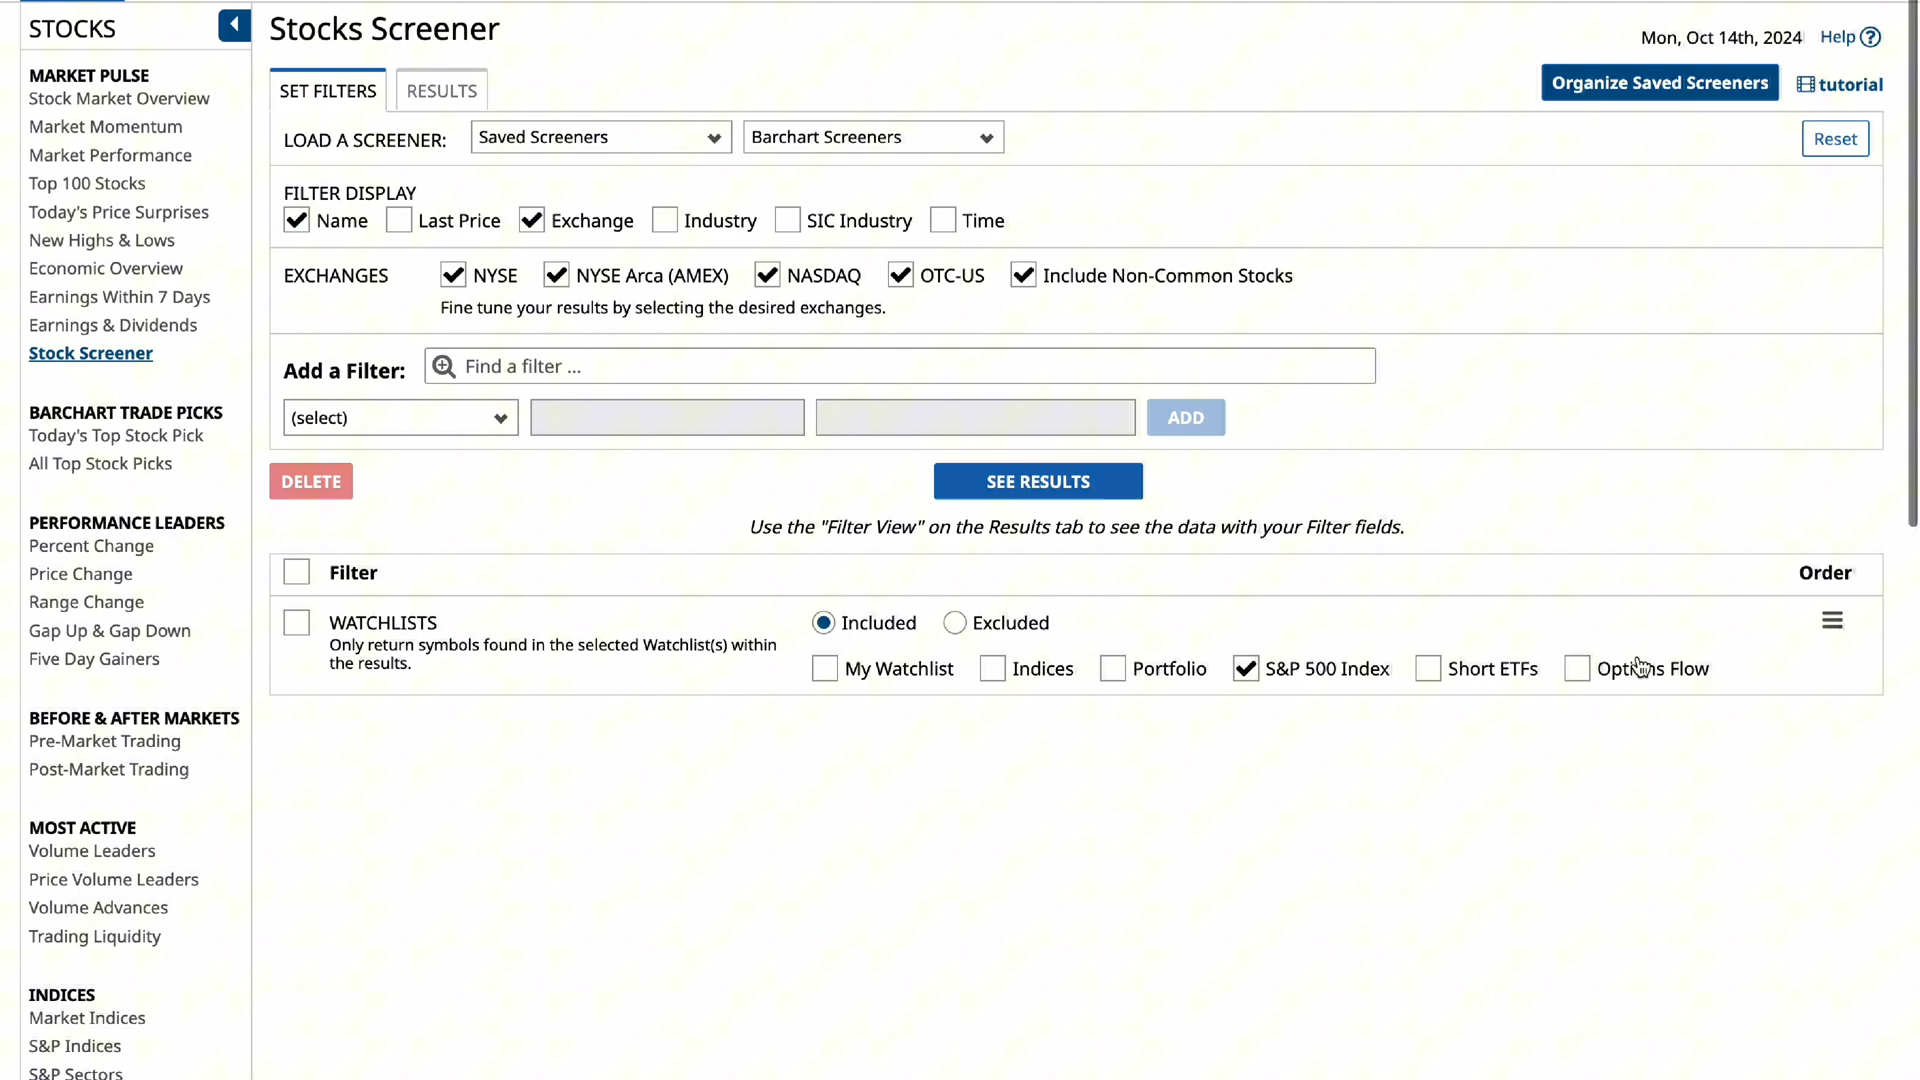 STOCKS
MARKET PULSE
Stock Market Overview
Market Momentum
Market Performance
Top 100 Stocks
Today's Price Surprises
New Highs & Lows
Economic Overview
Earnings Within 7 Days
Earnings & Dividends
Stock Screener
BARCHART TRADE PICKS
Today's Top Stock Pick
All Top Stock Picks
PERFORMANCE LEADERS
Percent Change
Price Change
Range Change
Gap Up & Gap Down
Five Day Gainers
BEFORE & AFTER MARKETS
Pre-Market Trading
Post-Market Trading
MOST ACTIVE
Volume Leaders
Price Volume Leaders
Volume Advances
Trading Liquidity
INDICES
Market Indices
S&P Indices
S&P Sectors
Stocks Screener
Mon, Oct 14th, 2024 Help ?
SET FILTERS RESULTS
Organize Saved Screeners tutorial
LOAD A SCREENER: Saved Screeners Barchart Screeners Reset
FILTER DISPLAY
Name Last Price Exchange Industry SIC Industry Time
EXCHANGES NYSE NYSE Arca (AMEX) NASDAQ OTC-US Include Non-Common Stocks
Fine tune your results by selecting the desired exchanges.
Add a Filter: Find a filter ...
(select) ADD
DELETE SEE RESULTS
Use the "Filter View" on the Results tab to see the data with your Filter fields.
Filter Order
WATCHLISTS Included Excluded
Only return symbols found in the selected Watchlist(s) within
the results.
My Watchlist Indices Portfolio S&P 500 Index Short ETFs Options Flow